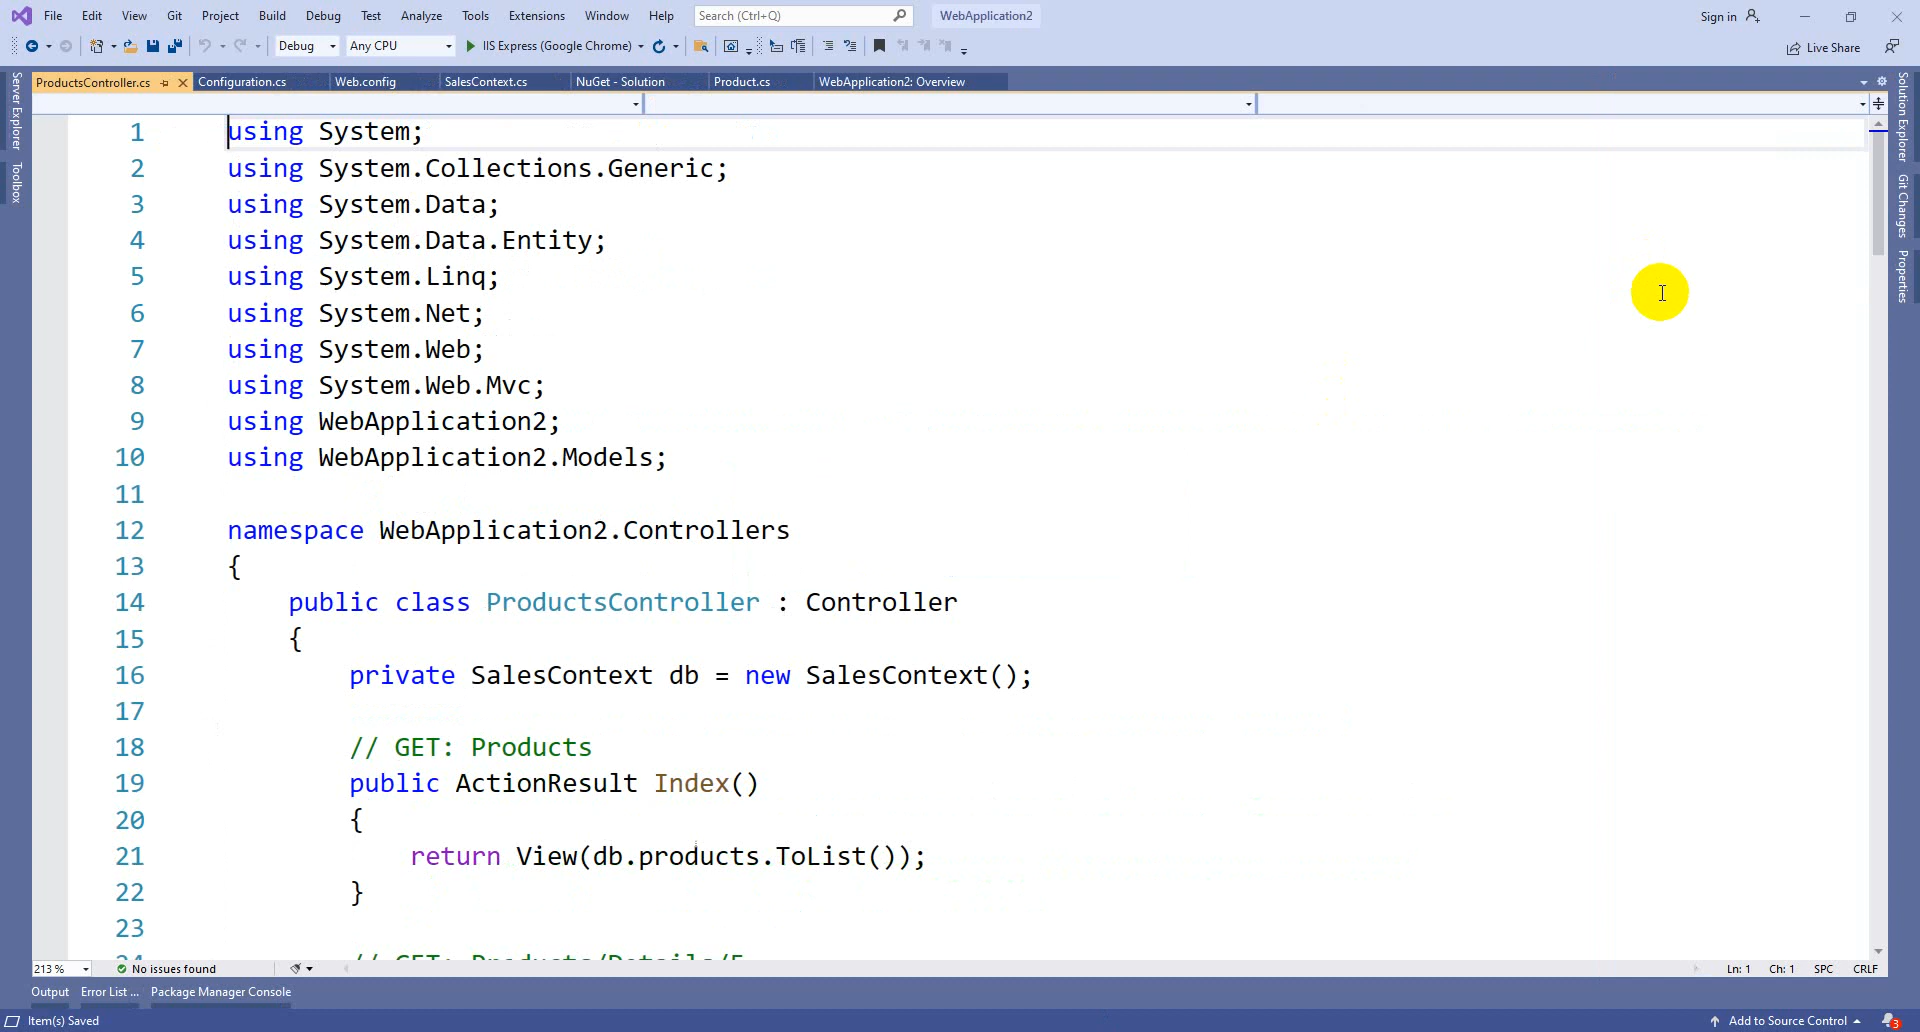 File Edit View Git Project Build Debug Test Analyze Tools Extensions Window Help Search (Ctrl+Q) WebApplication2 Sign in
Debug Any CPU IIS Express (Google Chrome) Live Share
ProductsController.cs Configuration.cs Web.config SalesContext.cs NuGet - Solution Product.cs WebApplication2: Overview
Server Explorer
Toolbox
Solution Explorer
Git Changes
Properties
1 using System;
2 using System.Collections.Generic;
3 using System.Data;
4 using System.Data.Entity;
5 using System.Linq;
6 using System.Net;
7 using System.Web;
8 using System.Web.Mvc;
9 using WebApplication2;
10 using WebApplication2.Models;
11
12 namespace WebApplication2.Controllers
13 {
14 public class ProductsController : Controller
15 {
16 private SalesContext db = new SalesContext();
17
18 // GET: Products
19 public ActionResult Index()
20 {
21 return View(db.products.ToList());
22 }
23
24 // GET: Products/Details/5
213 % No issues found Ln: 1 Ch: 1 SPC CRLF
Output Error List ... Package Manager Console
Item(s) Saved Add to Source Control 3